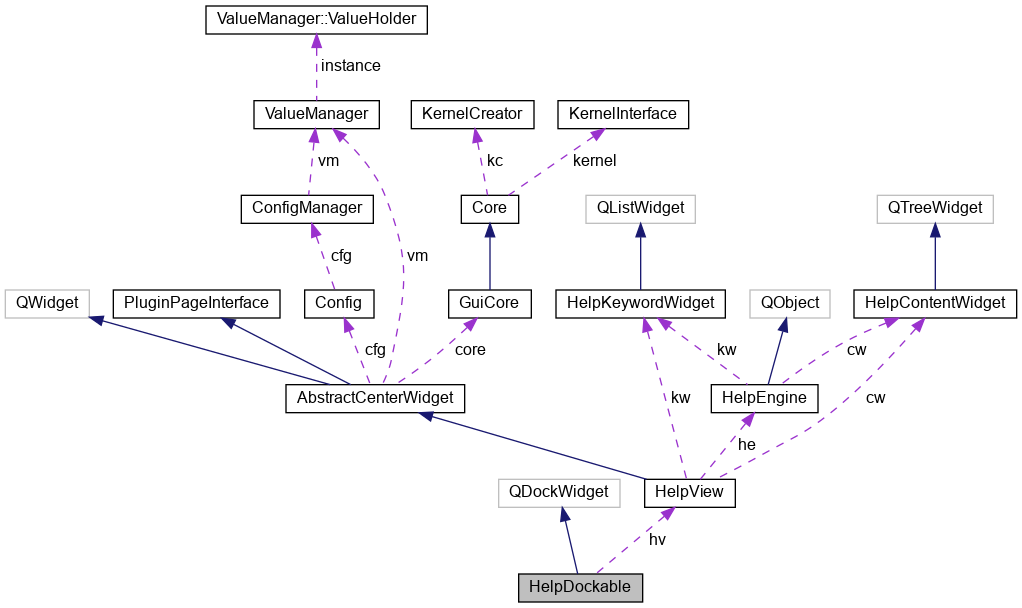 ValueManager::ValueHolder
instance
ValueManager
KernelCreator
KernelInterface
vm
kc
kernel
ConfigManager
Core
QListWidget
QTreeWidget
cfg
vm
QWidget
PluginPageInterface
Config
GuiCore
HelpKeywordWidget
QObject
HelpContentWidget
cfg
core
kw
cw
AbstractCenterWidget
kw
HelpEngine
cw
he
QDockWidget
HelpView
hv
HelpDockable